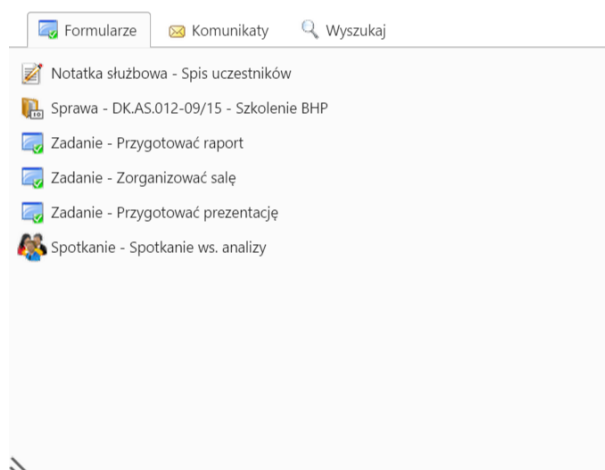 Formularze Komunikaty Wyszukaj
Notatka służbowa - Spis uczestników
Sprawa - DK.AS.012-09/15 - Szkolenie BHP
Zadanie - Przygotować raport
Zadanie - Zorganizować salę
Zadanie - Przygotować prezentację
Spotkanie - Spotkanie ws. analizy